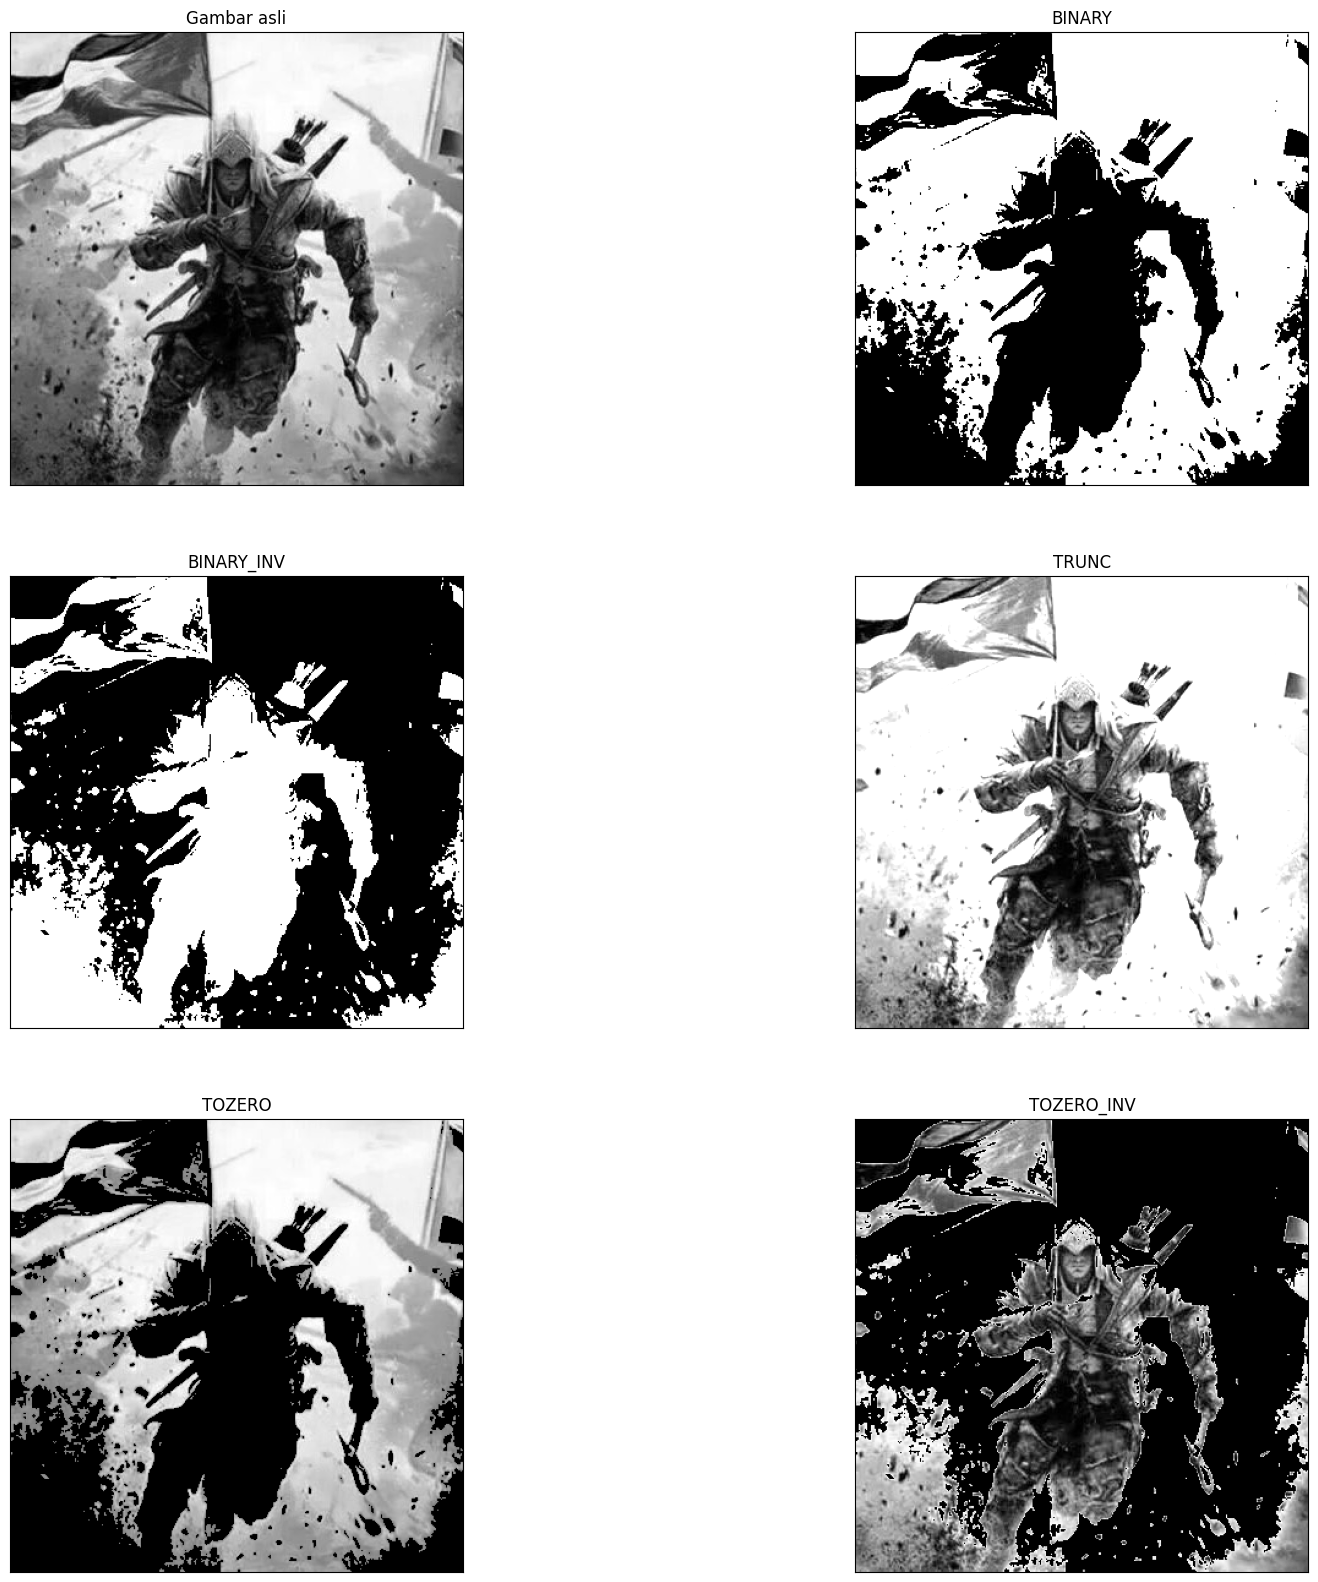 Gambar asli
BINARY
BINARY_INV
TRUNC
TOZERO
TOZERO_INV